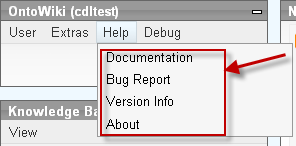 OntoWiki (cdltest)
User Extras Help Debug
Documentation
Bug Report
Version Info
About
Knowledge Ba
View